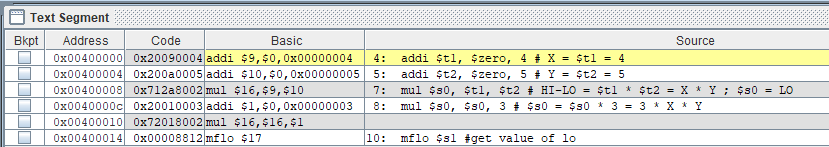 Text Segment
Bkpt Address Code Basic Source
0x00400000 0x20090004 addi $9,$0,0x00000004 4: addi $t1, $zero, 4 # X = $t1 = 4
0x00400004 0x200a0005 addi $10,$0,0x00000005 5: addi $t2, $zero, 5 # Y = $t2 = 5
0x00400008 0x712a8002 mul $16,$9,$10 7: mul $s0, $t1, $t2 # HI-LO = $t1 * $t2 = X * Y ; $s0 = LO
0x0040000c 0x20010003 addi $1,$0,0x00000003 8: mul $s0, $s0, 3 # $s0 = $s0 * 3 = 3 * X * Y
0x00400010 0x72018002 mul $16,$16,$1
0x00400014 0x00008812 mflo $17 10: mflo $s1 #get value of lo